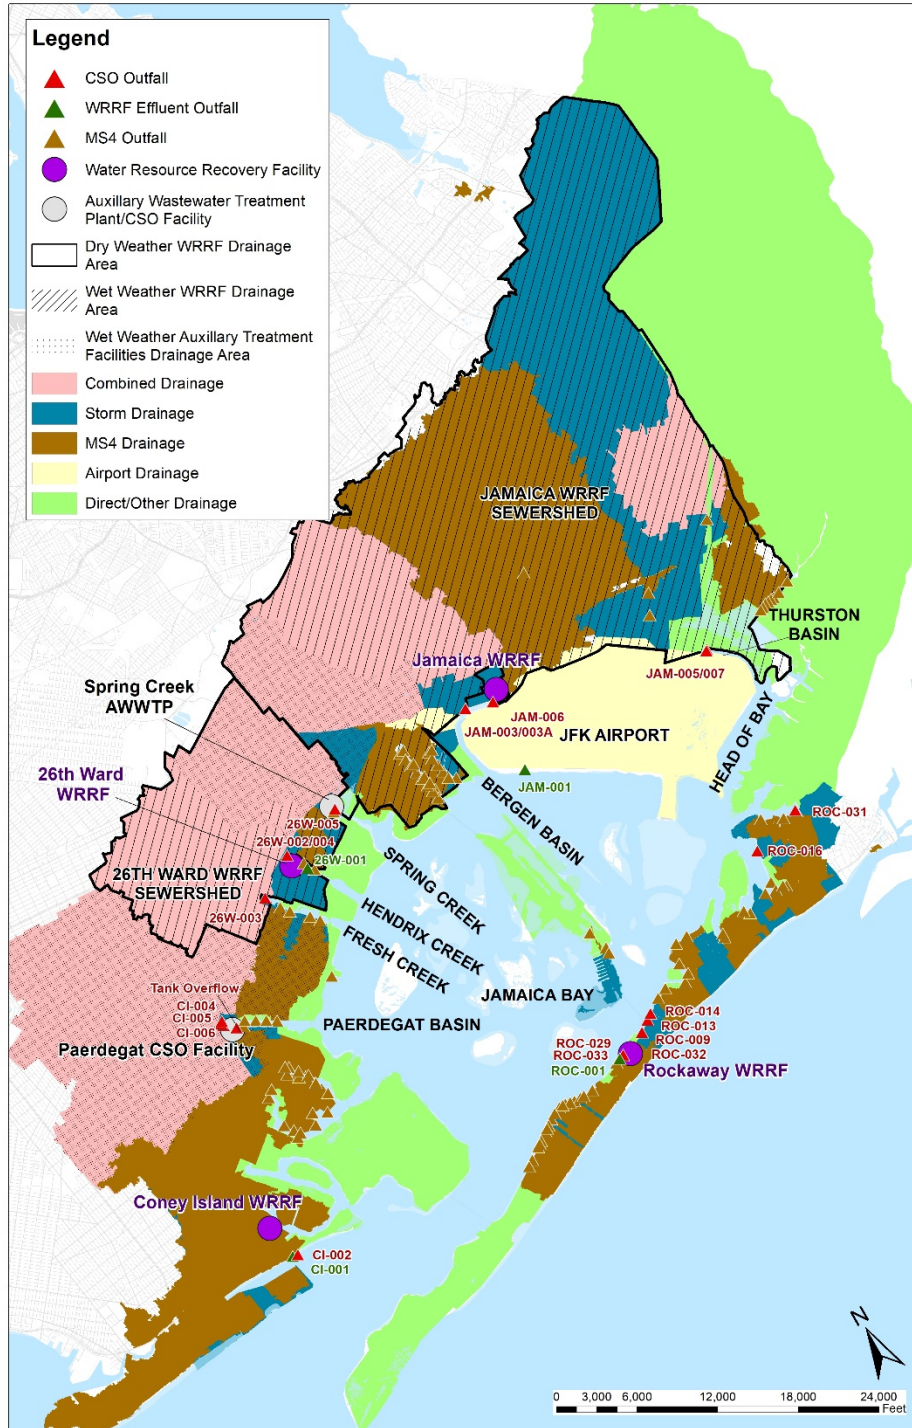 Legend
CSO Outfall
WRRF Effluent Outfall
MS4 Outfall
Water Resource Recovery Facility
Auxillary Wastewater Treatment
Plant/CSO Facility
Dry Weather WRRF Drainage
Area
Wet Weather WRRF Drainage
Area
Wet Weather Auxillary Treatment
Facilities Drainage Area
Combined Drainage
Storm Drainage
MS4 Drainage
Airport Drainage
Direct/Other Drainage
JAMAICA WRRF
SEWERSHED
THURSTON
BASIN
Jamaica WRRF
JAM-005/007
Spring Creek
AWWTP
JAM-006
JAM-003/003A
JFK AIRPORT
HEAD OF BAY
26th Ward
WRRF
JAM-001
BERGEN BASIN
ROC-031
26W-005
26W-002/004
26W-001
ROC-016
SPRING CREEK
26TH WARD WRRF
SEWERSHED
26W-003
HENDRIX CREEK
FRESH CREEK
Tank Overflow
CI-004
CI-005
CI-006
JAMAICA BAY
PAERDEGAT BASIN
Paerdegat CSO Facility
ROC-014
ROC-013
ROC-009
ROC-029
ROC-032
ROC-033
ROC-001
Rockaway WRRF
Coney Island WRRF
CI-002
CI-001
N
0 3,000 6,000 12,000 18,000 24,000
Feet